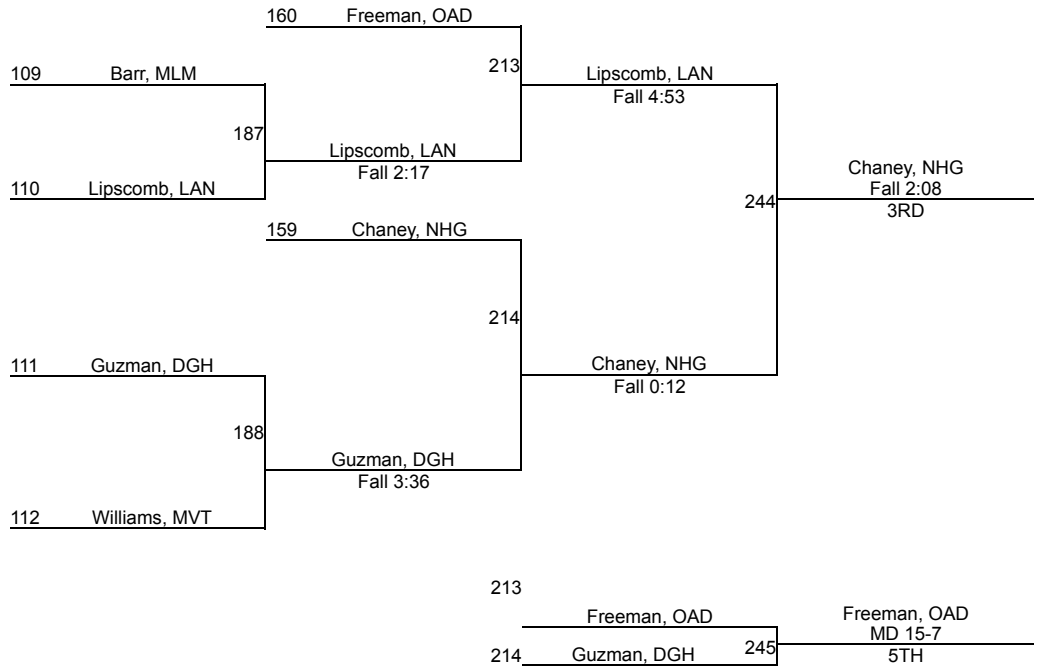 160 Freeman, OAD
213
109 Barr, MLM
Lipscomb, LAN
Fall 4:53
187
Lipscomb, LAN
Fall 2:17
110 Lipscomb, LAN
Chaney, NHG
Fall 2:08
3RD
244
159 Chaney, NHG
214
111 Guzman, DGH
Chaney, NHG
Fall 0:12
188
Guzman, DGH
Fall 3:36
112 Williams, MVT
213
Freeman, OAD
Freeman, OAD
MD 15-7
5TH
245
214 Guzman, DGH